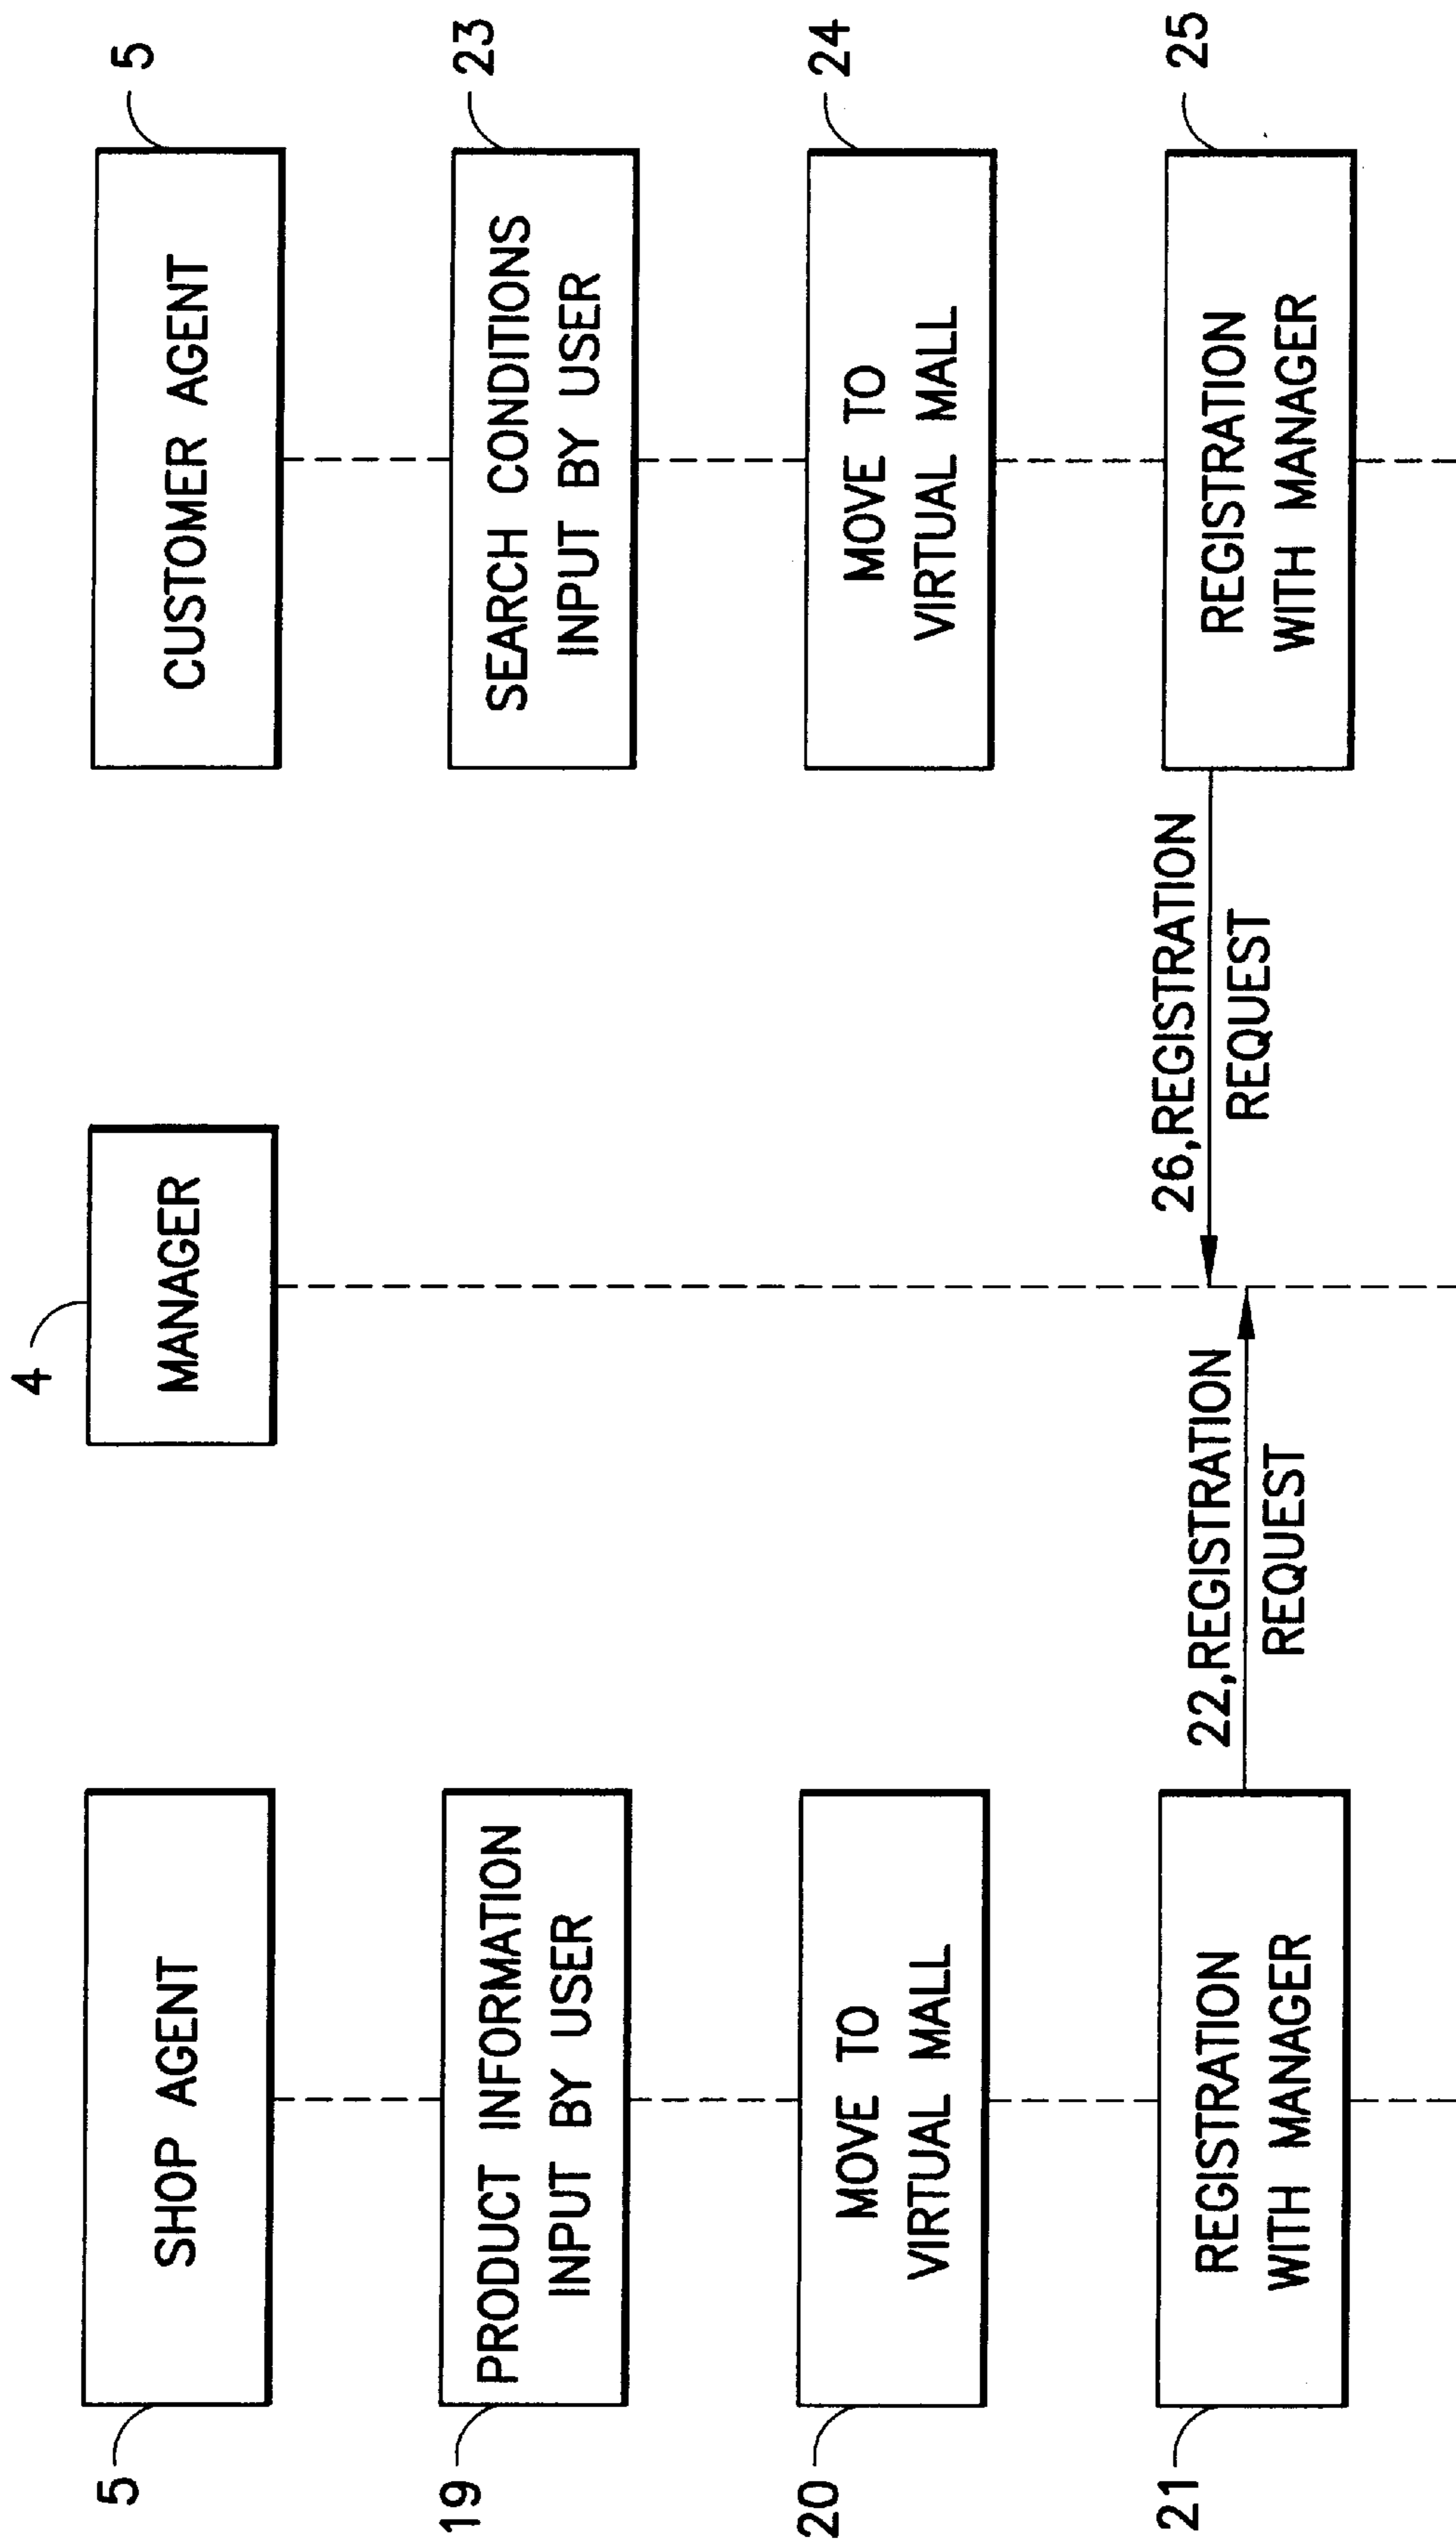 5
SHOP AGENT
4
MANAGER
CUSTOMER AGENT
5
19
PRODUCT INFORMATION
INPUT BY USER
SEARCH CONDITIONS
INPUT BY USER
23
20
MOVE TO
VIRTUAL MALL
MOVE TO
VIRTUAL MALL
24
21
REGISTRATION
WITH MANAGER
22,REGISTRATION
REQUEST
26,REGISTRATION
REQUEST
REGISTRATION
WITH MANAGER
25